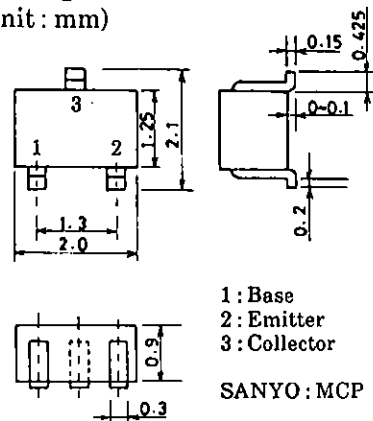 nit : mm)
0.15
0.425
3
1.25
2.1
0~0.1
1
2
1.3
2.0
0.2
1 : Base
2 : Emitter
3 : Collector
0.9
0.3
SANYO : MCP